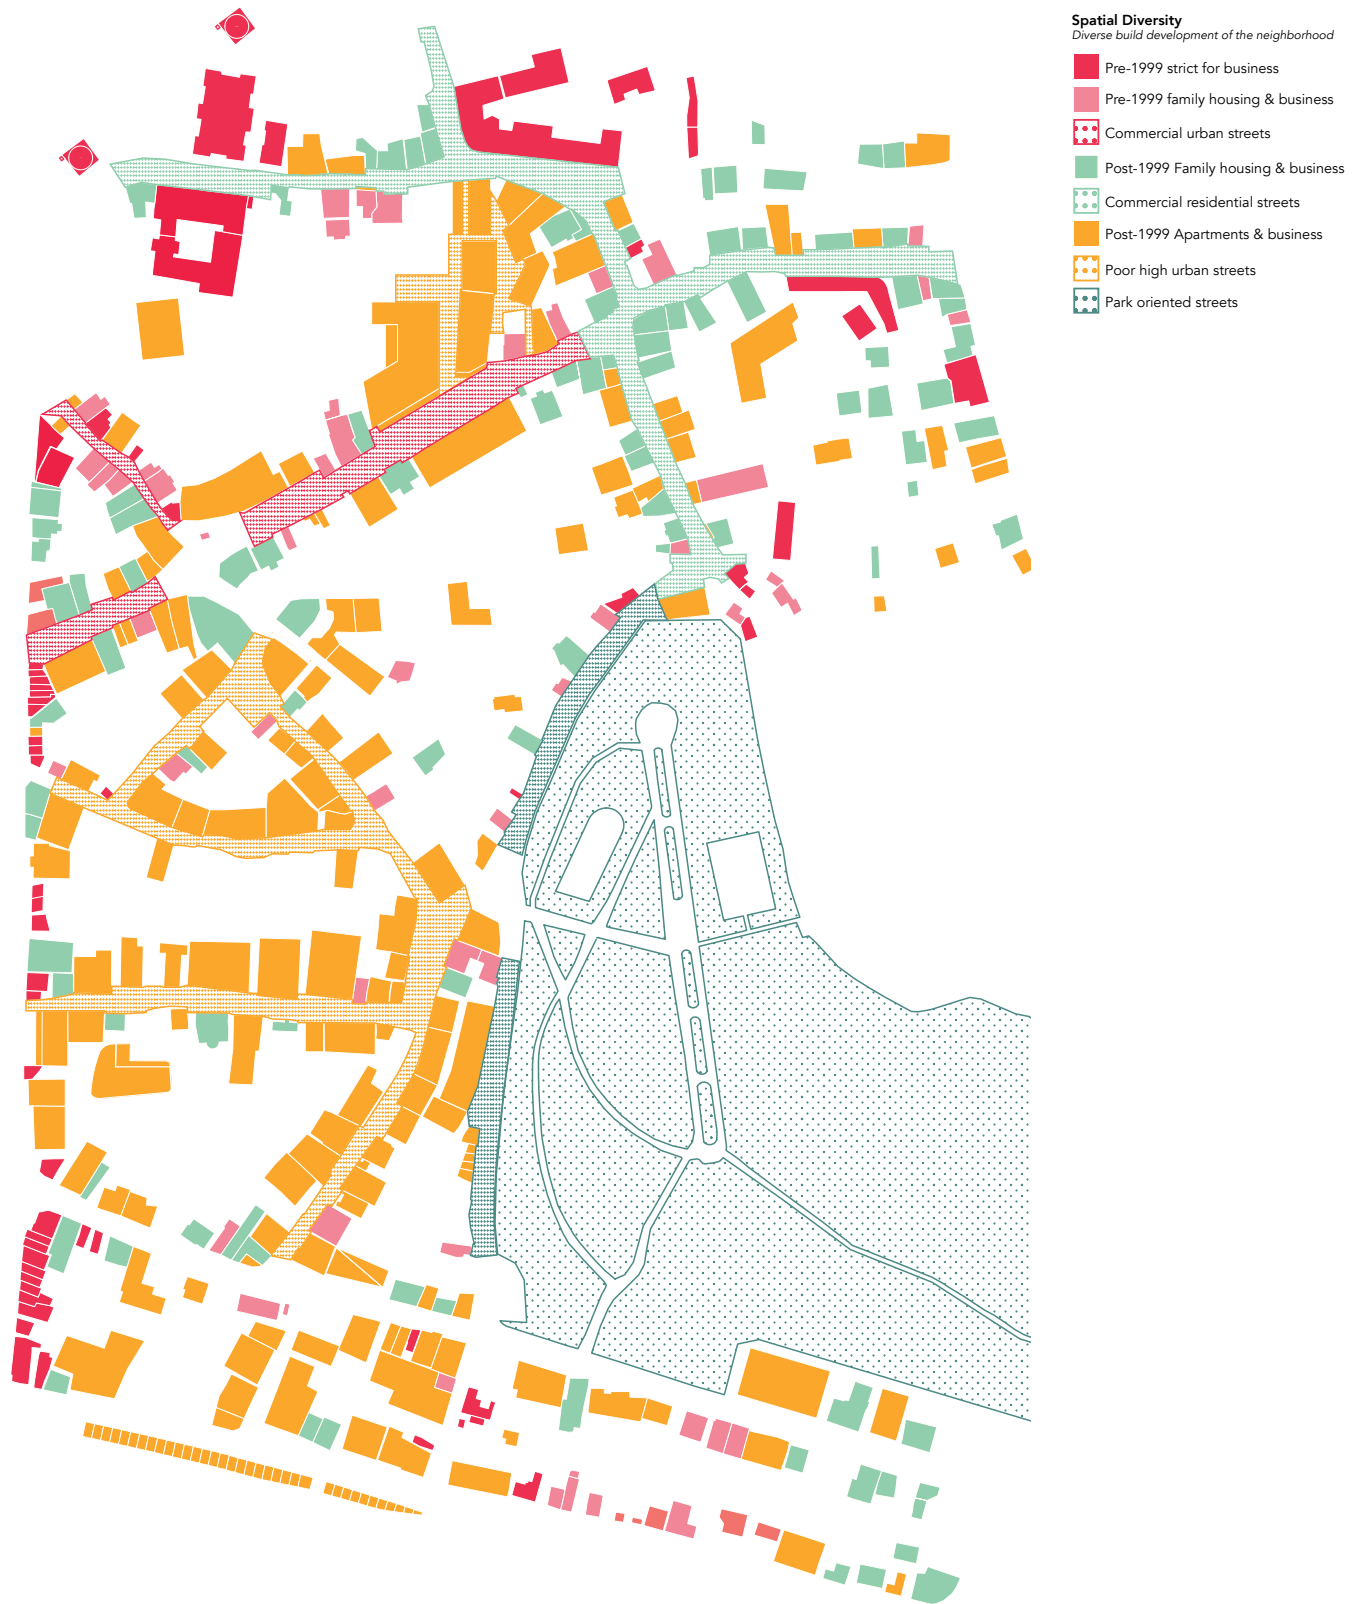 Spatial Diversity
Diverse build development of the neighborhood
Pre-1999 strict for business
Pre-1999 family housing & business
Commercial urban streets
Post-1999 Family housing & business
Commercial residential streets
Post-1999 Apartments & business
Poor high urban streets
Park oriented streets